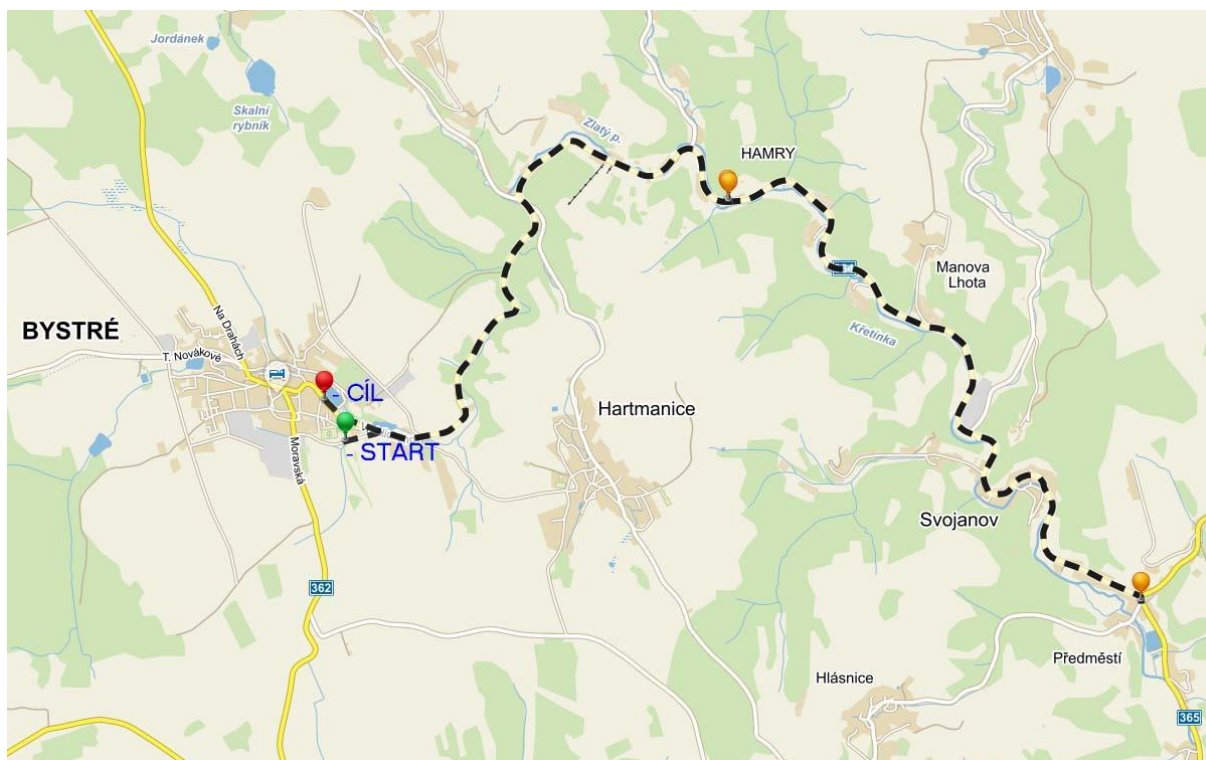 Jordánek
Skalní
rybník
Zlatý p.
HAMRY
Manova
Lhota
Křetínka
BYSTRÉ
Na Drahách
T. Novákové
- CÍL
- START
Hartmanice
Moravská
Svojanov
362
Předměstí
Hlásnice
365